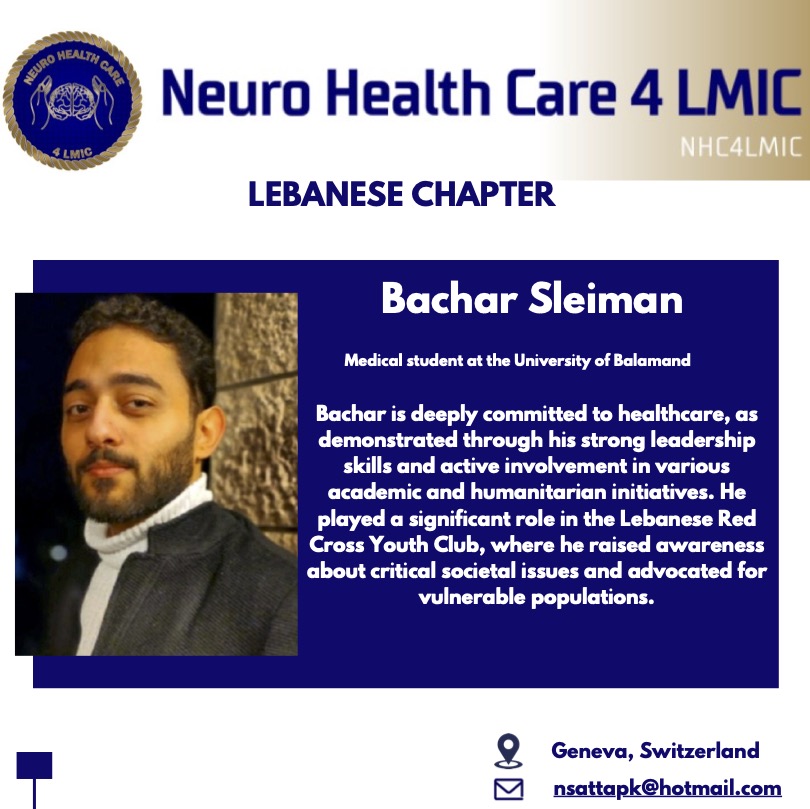 NEURO HEALTH CARE
4 LMIC
Neuro Health Care 4 LMIC
NHC4LMIC
LEBANESE CHAPTER
Bachar Sleiman
Medical student at the University of Balamand
Bachar is deeply committed to healthcare, as
demonstrated through his strong leadership
skills and active involvement in various
academic and humanitarian initiatives. He
played a significant role in the Lebanese Red
Cross Youth Club, where he raised awareness
about critical societal issues and advocated for
vulnerable populations.
Geneva, Switzerland
nsattapk@hotmail.com